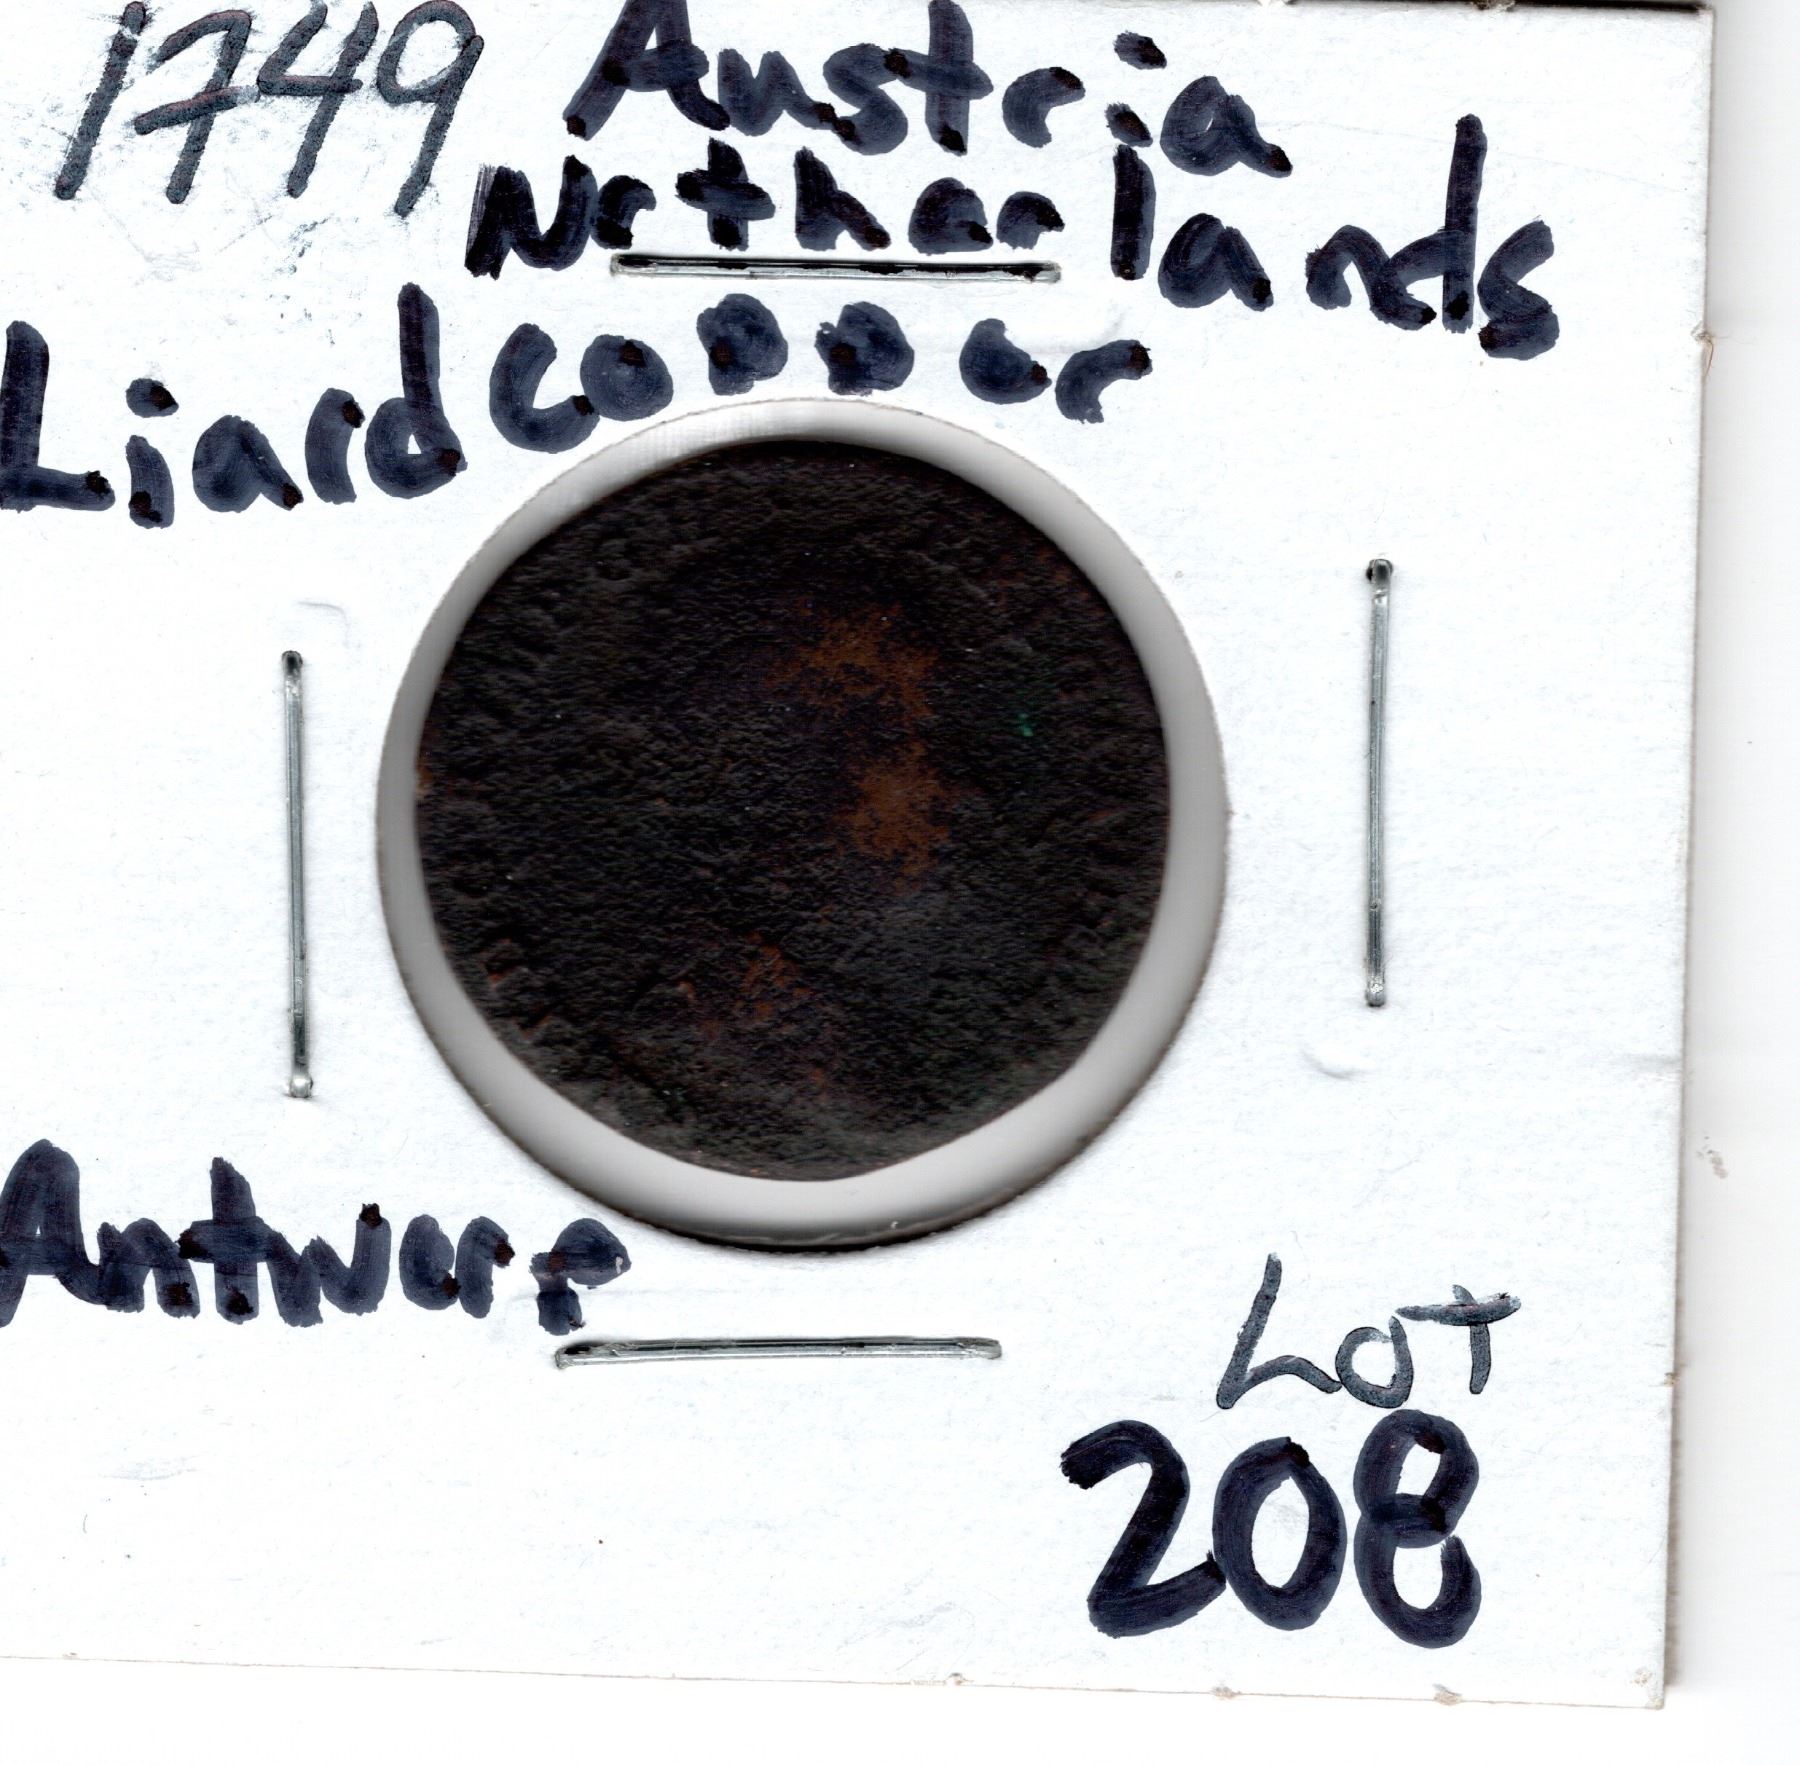 1749 Austria
Netherlands
Liard copper
Antwerp
LOT
208